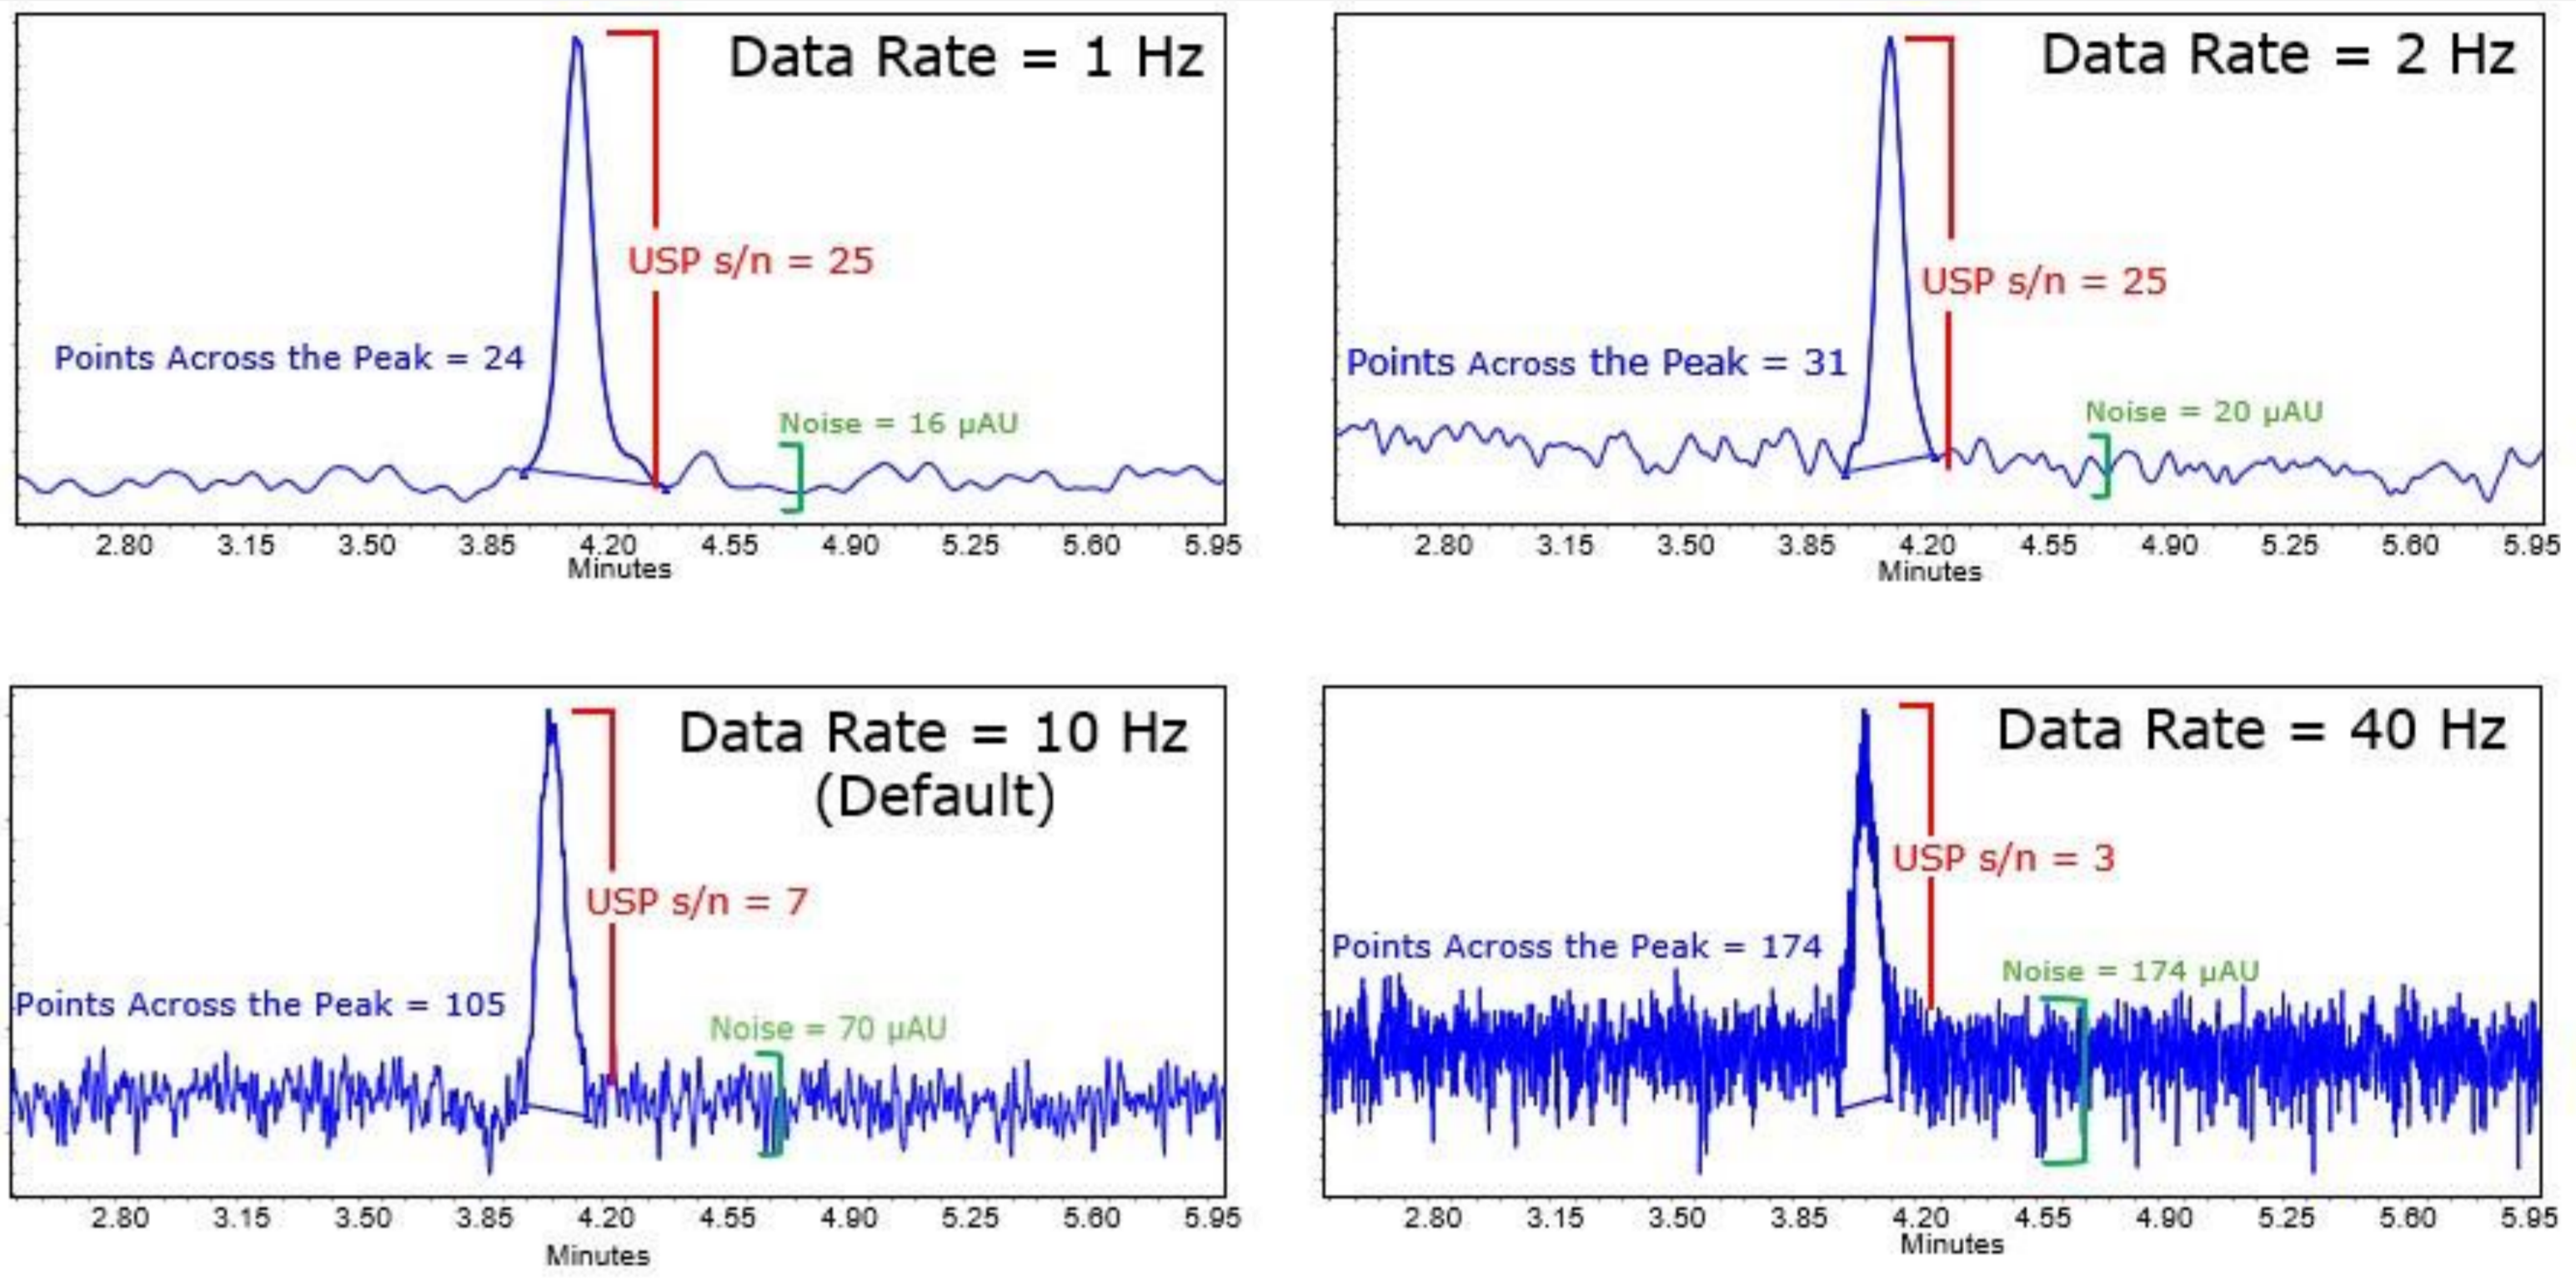 Data Rate = 1 Hz
USP s/n = 25
Points Across the Peak = 24
Noise = 16 µAU
2.80 3.15 3.50 3.85 4.20 4.55 4.90 5.25 5.60 5.95
Minutes
Data Rate = 2 Hz
USP s/n = 25
Points Across the Peak = 31
Noise = 20 µAU
2.80 3.15 3.50 3.85 4.20 4.55 4.90 5.25 5.60 5.95
Minutes
Data Rate = 10 Hz
(Default)
USP s/n = 7
Points Across the Peak = 105
Noise = 70 µAU
2.80 3.15 3.50 3.85 4.20 4.55 4.90 5.25 5.60 5.95
Minutes
Data Rate = 40 Hz
USP s/n = 3
Points Across the Peak = 174
Noise = 174 µAU
2.80 3.15 3.50 3.85 4.20 4.55 4.90 5.25 5.60 5.95
Minutes